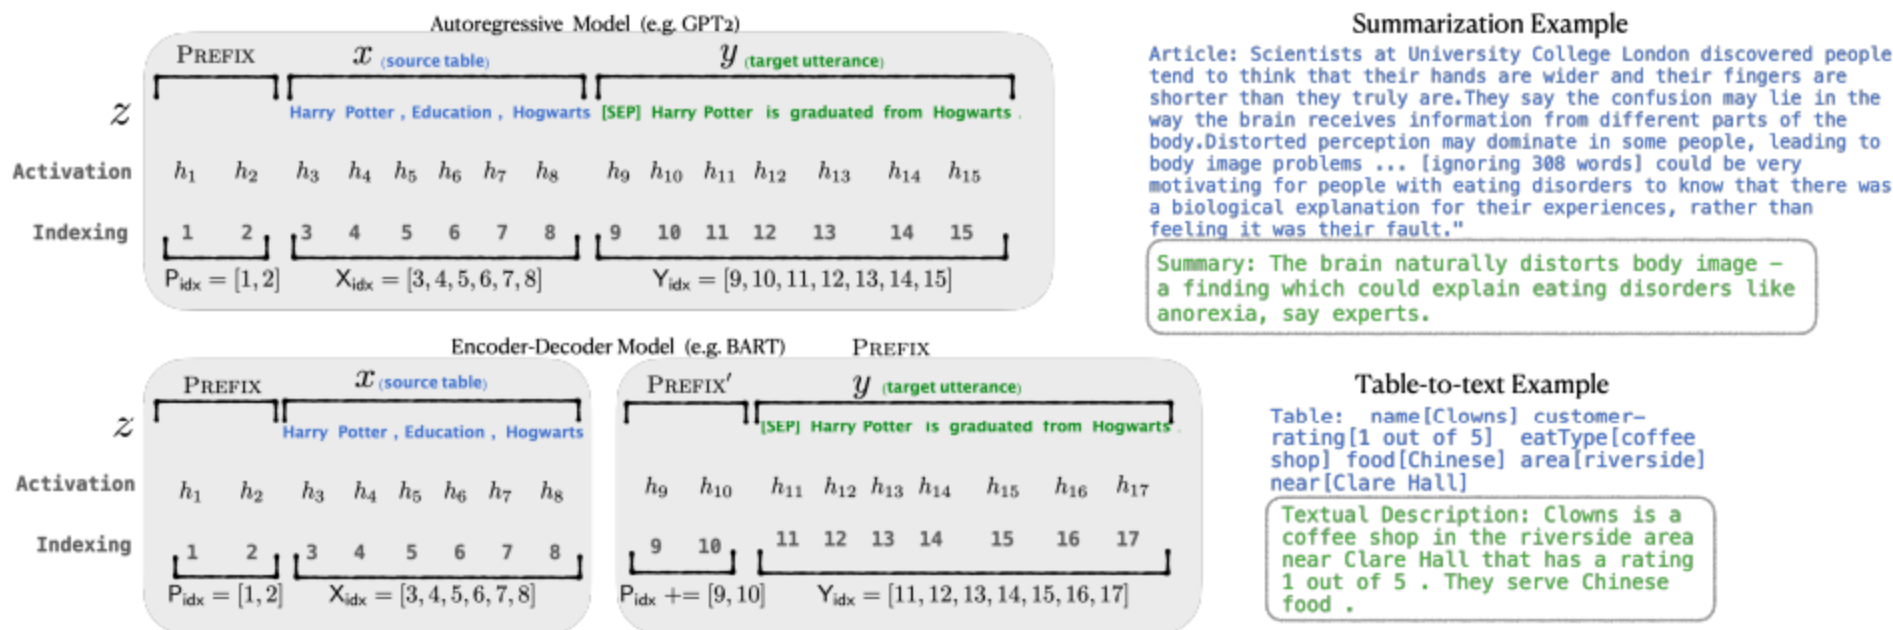 Autoregressive Model (e.g. GPT2)
PREFIX x (source table) y (target utterance)
z Harry Potter , Education , Hogwarts [SEP] Harry Potter is graduated from Hogwarts .
Activation h₁ h₂ h₃ h₄ h₅ h₆ h₇ h₈ h₉ h₁₀ h₁₁ h₁₂ h₁₃ h₁₄ h₁₅
Indexing 1 2 3 4 5 6 7 8 9 10 11 12 13 14 15
P_idx = [1, 2] X_idx = [3, 4, 5, 6, 7, 8] Y_idx = [9, 10, 11, 12, 13, 14, 15]
Summarization Example
Article: Scientists at University College London discovered people
tend to think that their hands are wider and their fingers are
shorter than they truly are.They say the confusion may lie in the
way the brain receives information from different parts of the
body.Distorted perception may dominate in some people, leading to
body image problems ... [ignoring 308 words] could be very
motivating for people with eating disorders to know that there was
a biological explanation for their experiences, rather than
feeling it was their fault."
Summary: The brain naturally distorts body image –
a finding which could explain eating disorders like
anorexia, say experts.
Encoder-Decoder Model (e.g. BART) PREFIX
PREFIX x (source table) PREFIX′ y (target utterance)
z Harry Potter , Education , Hogwarts [SEP] Harry Potter is graduated from Hogwarts .
Activation h₁ h₂ h₃ h₄ h₅ h₆ h₇ h₈ h₉ h₁₀ h₁₁ h₁₂ h₁₃ h₁₄ h₁₅ h₁₆ h₁₇
Indexing 1 2 3 4 5 6 7 8 9 10 11 12 13 14 15 16 17
P_idx = [1, 2] X_idx = [3, 4, 5, 6, 7, 8] P_idx += [9, 10] Y_idx = [11, 12, 13, 14, 15, 16, 17]
Table-to-text Example
Table: name[Clowns] customer-
rating[1 out of 5] eatType[coffee
shop] food[Chinese] area[riverside]
near[Clare Hall]
Textual Description: Clowns is a
coffee shop in the riverside area
near Clare Hall that has a rating
1 out of 5 . They serve Chinese
food .